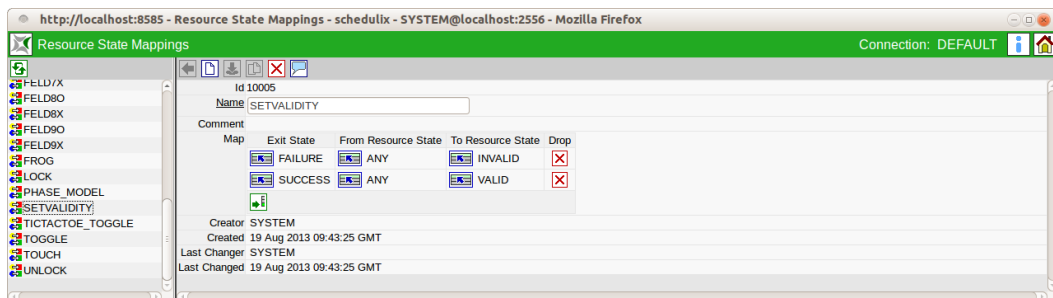 http://localhost:8585 - Resource State Mappings - schedulix - SYSTEM@localhost:2556 - Mozilla Firefox
Resource State Mappings
Connection: DEFAULT
FELD7X
FELD8O
FELD8X
FELD9O
FELD9X
FROG
LOCK
PHASE_MODEL
SETVALIDITY
TICTACTOE_TOGGLE
TOGGLE
TOUCH
UNLOCK
Id 10005
Name SETVALIDITY
Comment
Map Exit State From Resource State To Resource State Drop
FAILURE ANY INVALID
SUCCESS ANY VALID
Creator SYSTEM
Created 19 Aug 2013 09:43:25 GMT
Last Changer SYSTEM
Last Changed 19 Aug 2013 09:43:25 GMT